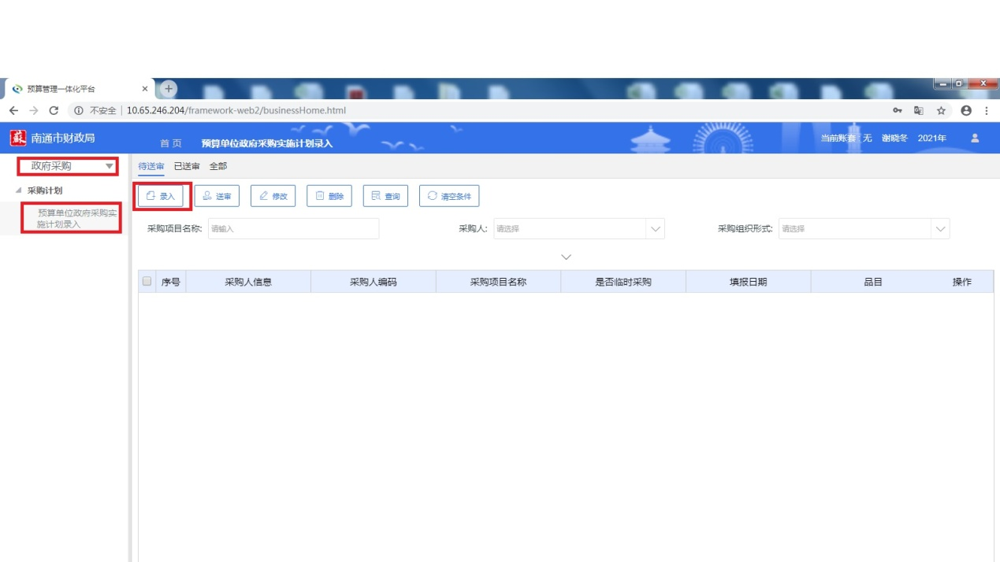 预算管理一体化平台
不安全 | 10.65.246.204/framework-web2/businessHome.html
蘇 南通市财政局
首页 预算单位政府采购实施计划录入
当前账套 无 谢晓冬 2021年
政府采购
采购计划
预算单位政府采购实
施计划录入
待送审 已送审 全部
录入 送审 修改 删除 查询 清空条件
采购项目名称: 请输入 采购人: 请选择 采购组织形式: 请选择
序号 采购人信息 采购人编码 采购项目名称 是否临时采购 填报日期 品目 操作